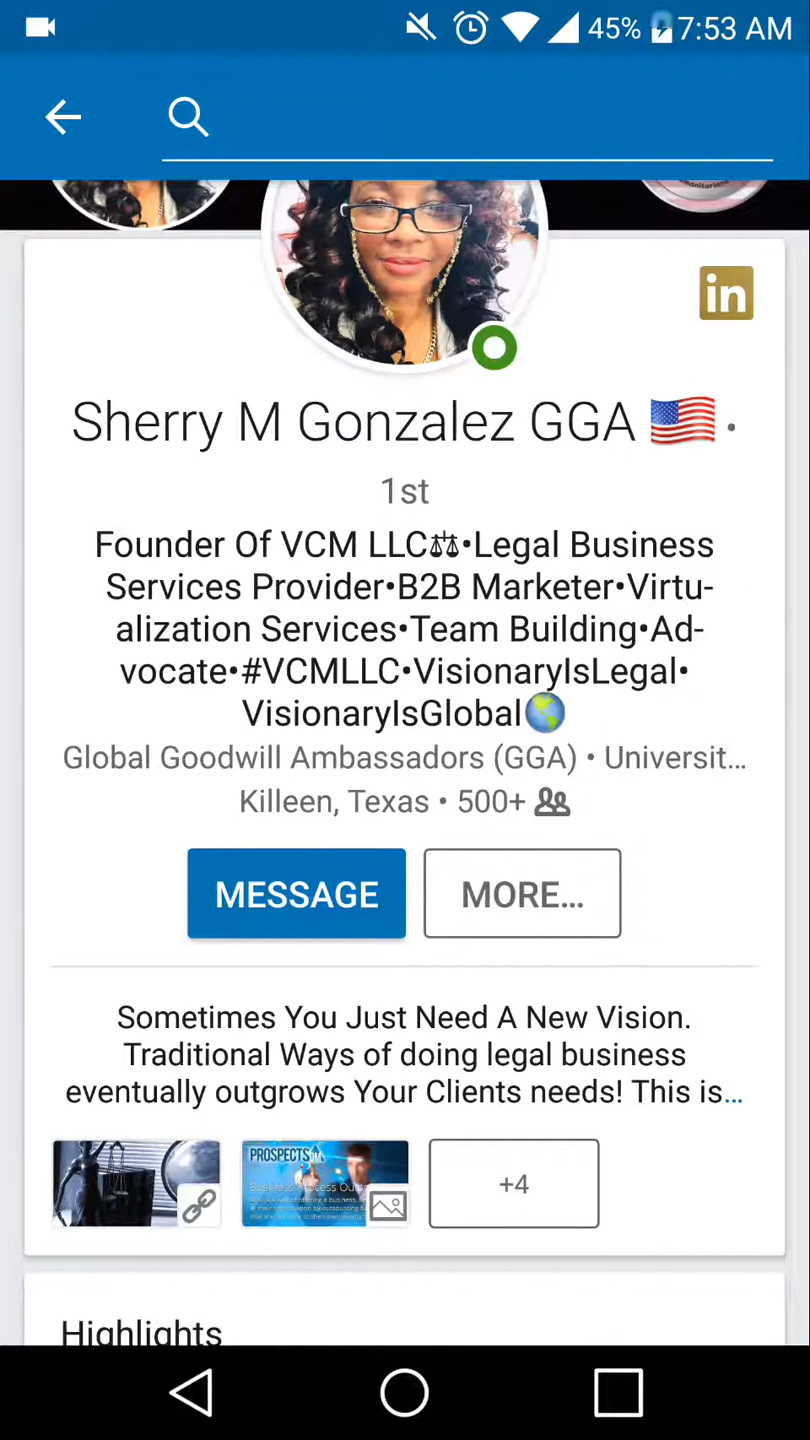 45% 7:53 AM
in
Sherry M Gonzalez GGA 🇺🇸 •
1st
Founder Of VCM LLC⚖•Legal Business
Services Provider•B2B Marketer•Virtu-
alization Services•Team Building•Ad-
vocate•#VCMLLC•VisionaryIsLegal•
VisionaryIsGlobal🌎
Global Goodwill Ambassadors (GGA) • Universit...
Killeen, Texas • 500+
MESSAGE
MORE...
Sometimes You Just Need A New Vision.
Traditional Ways of doing legal business
eventually outgrows Your Clients needs! This is...
PROSPECTS
+4
Highlights